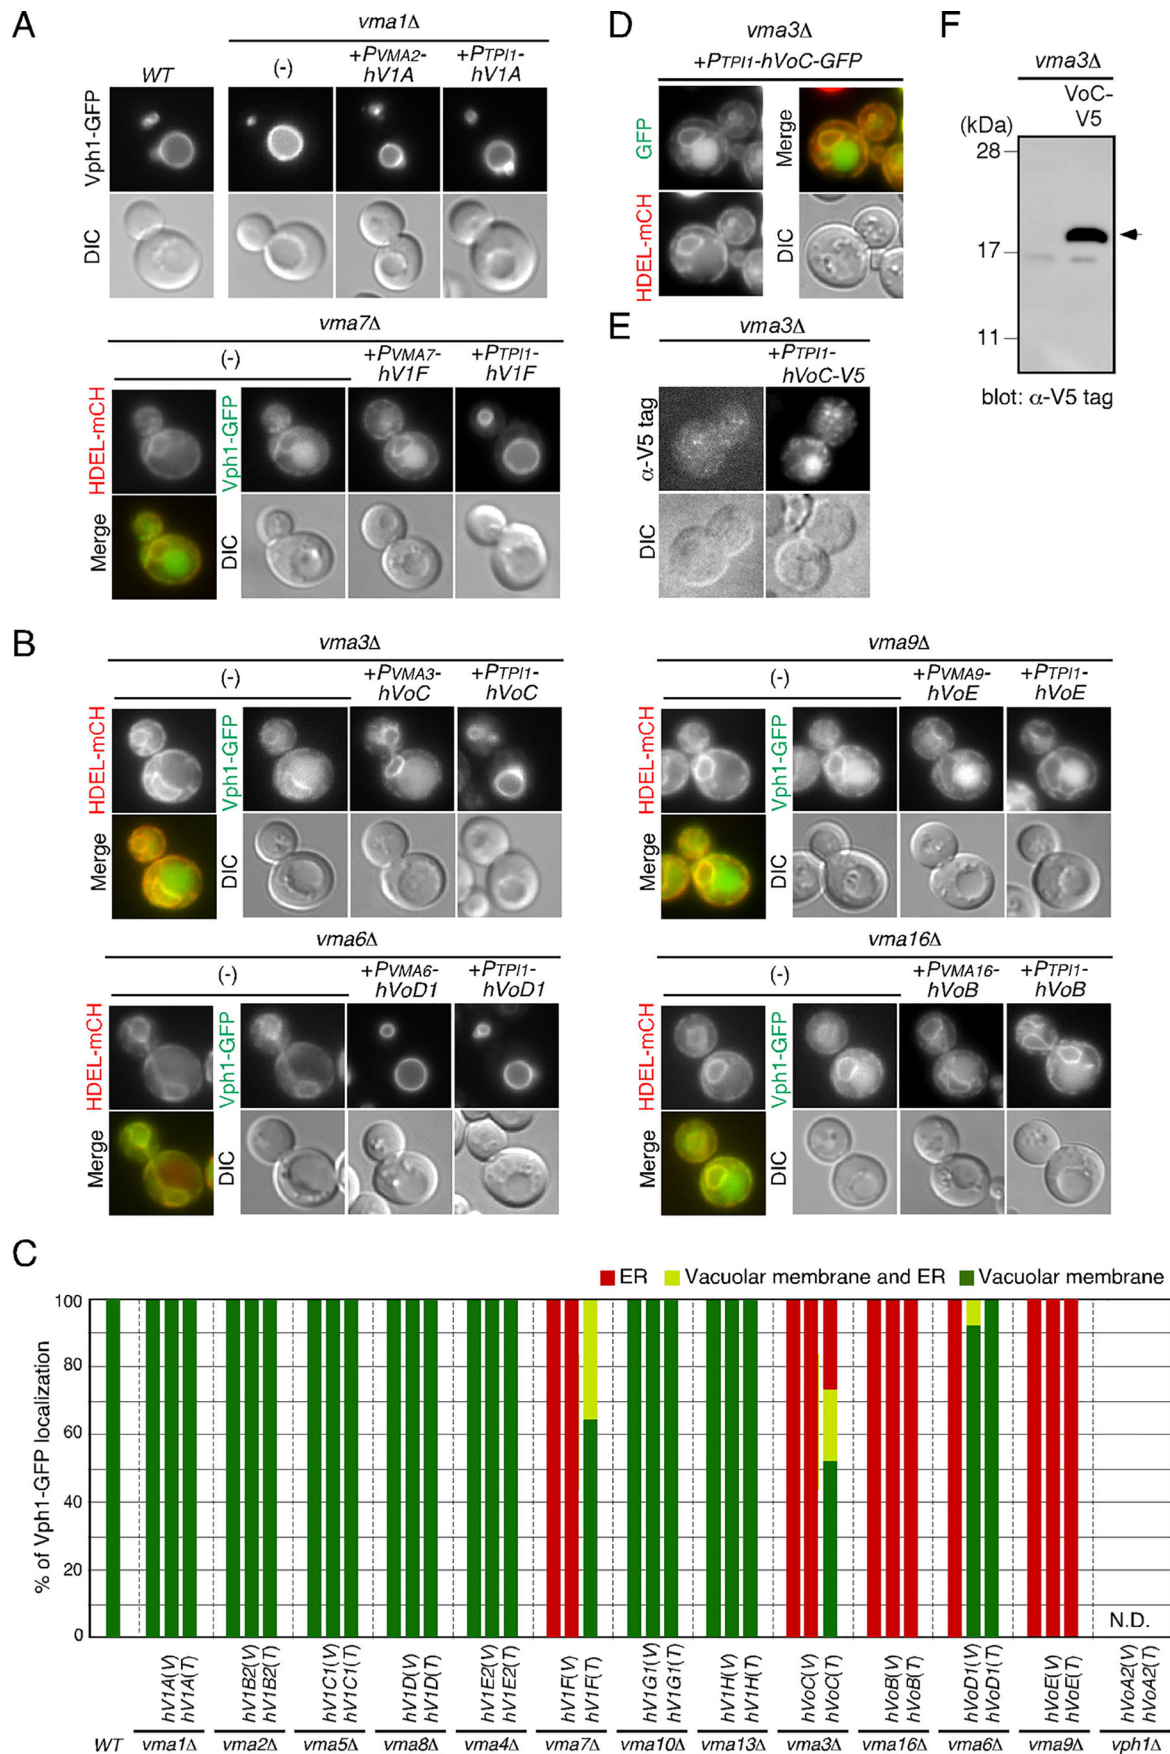 A
vma1Δ
WT
(-)
+PVMA2-
hV1A
+PTPI1-
hV1A
Vph1-GFP
DIC
vma7Δ
(-)
+PVMA7-
hV1F
+PTPI1-
hV1F
HDEL-mCH
Vph1-GFP
Merge
DIC
D
vma3Δ
+PTPI1-hVoC-GFP
GFP
Merge
HDEL-mCH
DIC
E
vma3Δ
+PTPI1-
hVoC-V5
α-V5 tag
DIC
F
vma3Δ
VoC-
V5
(kDa)
28
17
11
blot: α-V5 tag
B
vma3Δ
(-)
+PVMA3-
hVoC
+PTPI1-
hVoC
HDEL-mCH
Vph1-GFP
Merge
DIC
vma9Δ
(-)
+PVMA9-
hVoE
+PTPI1-
hVoE
HDEL-mCH
Vph1-GFP
Merge
DIC
vma6Δ
(-)
+PVMA6-
hVoD1
+PTPI1-
hVoD1
HDEL-mCH
Vph1-GFP
Merge
DIC
vma16Δ
(-)
+PVMA16-
hVoB
+PTPI1-
hVoB
HDEL-mCH
Vph1-GFP
Merge
DIC
C
ER
Vacuolar membrane and ER
Vacuolar membrane
% of Vph1-GFP localization
100
80
60
40
20
0
N.D.
hV1A(V)
hV1A(T)
hV1B2(V)
hV1B2(T)
hV1C1(V)
hV1C1(T)
hV1D(V)
hV1D(T)
hV1E2(V)
hV1E2(T)
hV1F(V)
hV1F(T)
hV1G1(V)
hV1G1(T)
hV1H(V)
hV1H(T)
hVoC(V)
hVoC(T)
hVoB(V)
hVoB(T)
hVoD1(V)
hVoD1(T)
hVoE(V)
hVoE(T)
hVoA2(V)
hVoA2(T)
WT vma1Δ vma2Δ vma5Δ vma8Δ vma4Δ vma7Δ vma10Δ vma13Δ vma3Δ vma16Δ vma6Δ vma9Δ vph1Δ